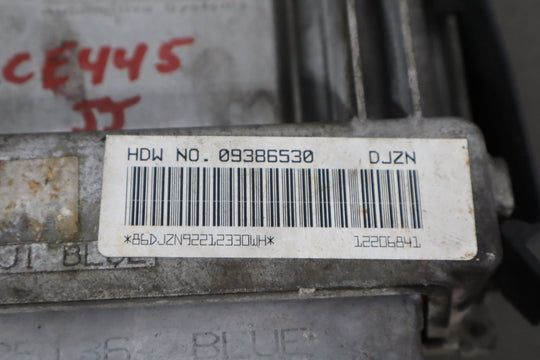 CE445
JJ
HDW NO. 09386530 DJZN
*86DJZN92212330WH* 12206841
BLUE
BLUE